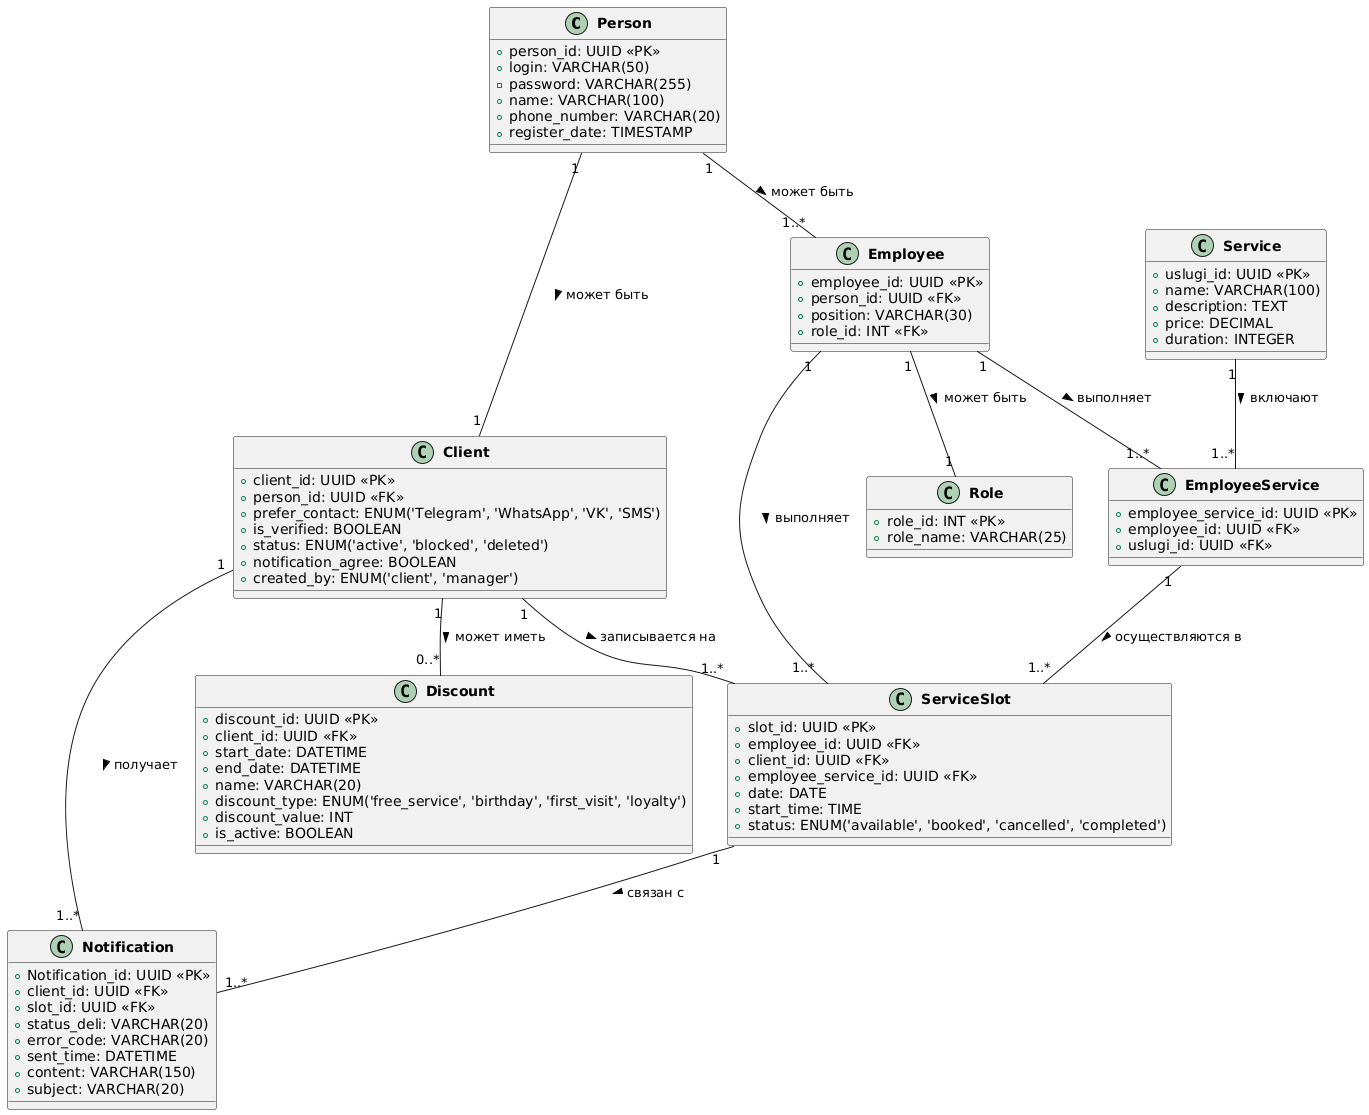 C Person
person_id: UUID «PK»
login: VARCHAR(50)
password: VARCHAR(255)
name: VARCHAR(100)
phone_number: VARCHAR(20)
register_date: TIMESTAMP
1
1
может быть
1..*
C Employee
employee_id: UUID «PK»
person_id: UUID «FK»
position: VARCHAR(30)
role_id: INT «FK»
C Service
uslugi_id: UUID «PK»
name: VARCHAR(100)
description: TEXT
price: DECIMAL
duration: INTEGER
может быть
1
1
1
1
1
может быть
выполняет
включают
1
1..*
1..*
C Client
client_id: UUID «PK»
person_id: UUID «FK»
prefer_contact: ENUM('Telegram', 'WhatsApp', 'VK', 'SMS')
is_verified: BOOLEAN
status: ENUM('active', 'blocked', 'deleted')
notification_agree: BOOLEAN
created_by: ENUM('client', 'manager')
выполняет
C Role
role_id: INT «PK»
role_name: VARCHAR(25)
C EmployeeService
employee_service_id: UUID «PK»
employee_id: UUID «FK»
uslugi_id: UUID «FK»
1
1
1
1
может иметь
записывается на
осуществляются в
0..*
1..*
1..*
1..*
C Discount
discount_id: UUID «PK»
client_id: UUID «FK»
start_date: DATETIME
end_date: DATETIME
name: VARCHAR(20)
discount_type: ENUM('free_service', 'birthday', 'first_visit', 'loyalty')
discount_value: INT
is_active: BOOLEAN
C ServiceSlot
slot_id: UUID «PK»
employee_id: UUID «FK»
client_id: UUID «FK»
employee_service_id: UUID «FK»
date: DATE
start_time: TIME
status: ENUM('available', 'booked', 'cancelled', 'completed')
получает
1
связан с
1..*
1..*
C Notification
Notification_id: UUID «PK»
client_id: UUID «FK»
slot_id: UUID «FK»
status_deli: VARCHAR(20)
error_code: VARCHAR(20)
sent_time: DATETIME
content: VARCHAR(150)
subject: VARCHAR(20)